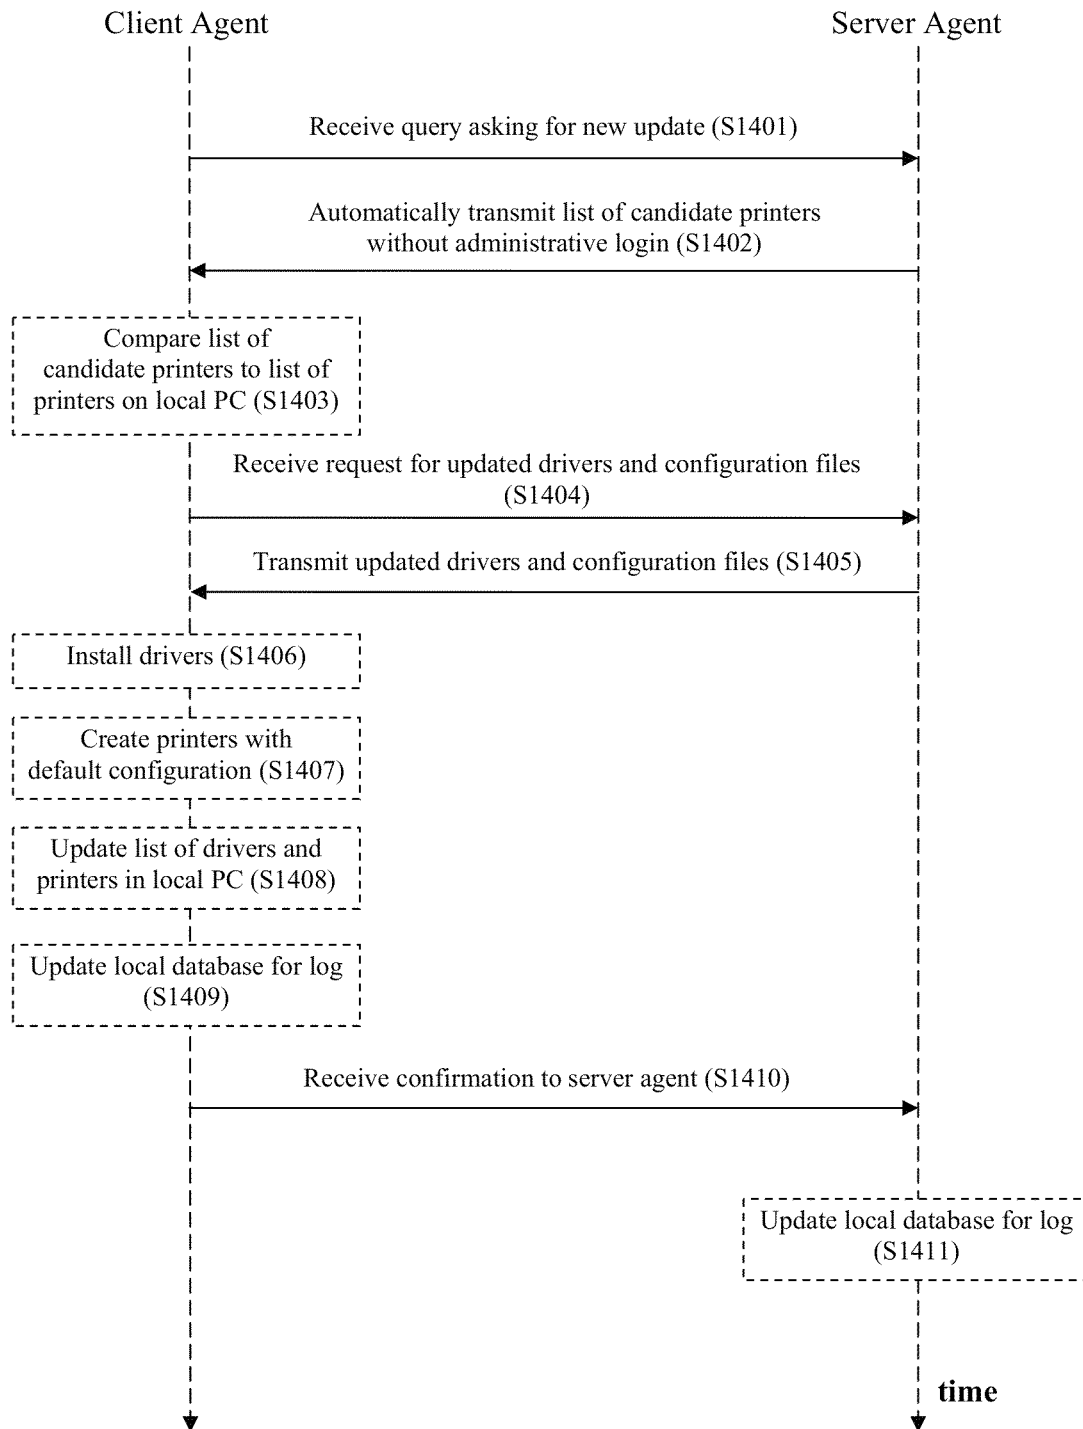 Client Agent
Server Agent
Receive query asking for new update (S1401)
Automatically transmit list of candidate printers
without administrative login (S1402)
Compare list of
candidate printers to list of
printers on local PC (S1403)
Receive request for updated drivers and configuration files
(S1404)
Transmit updated drivers and configuration files (S1405)
Install drivers (S1406)
Create printers with
default configuration (S1407)
Update list of drivers and
printers in local PC (S1408)
Update local database for log
(S1409)
Receive confirmation to server agent (S1410)
Update local database for log
(S1411)
time